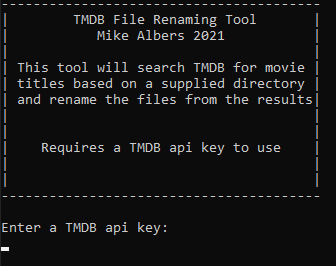 TMDB File Renaming Tool
Mike Albers 2021
This tool will search TMDB for movie
titles based on a supplied directory
and rename the files from the results
Requires a TMDB api key to use
Enter a TMDB api key: